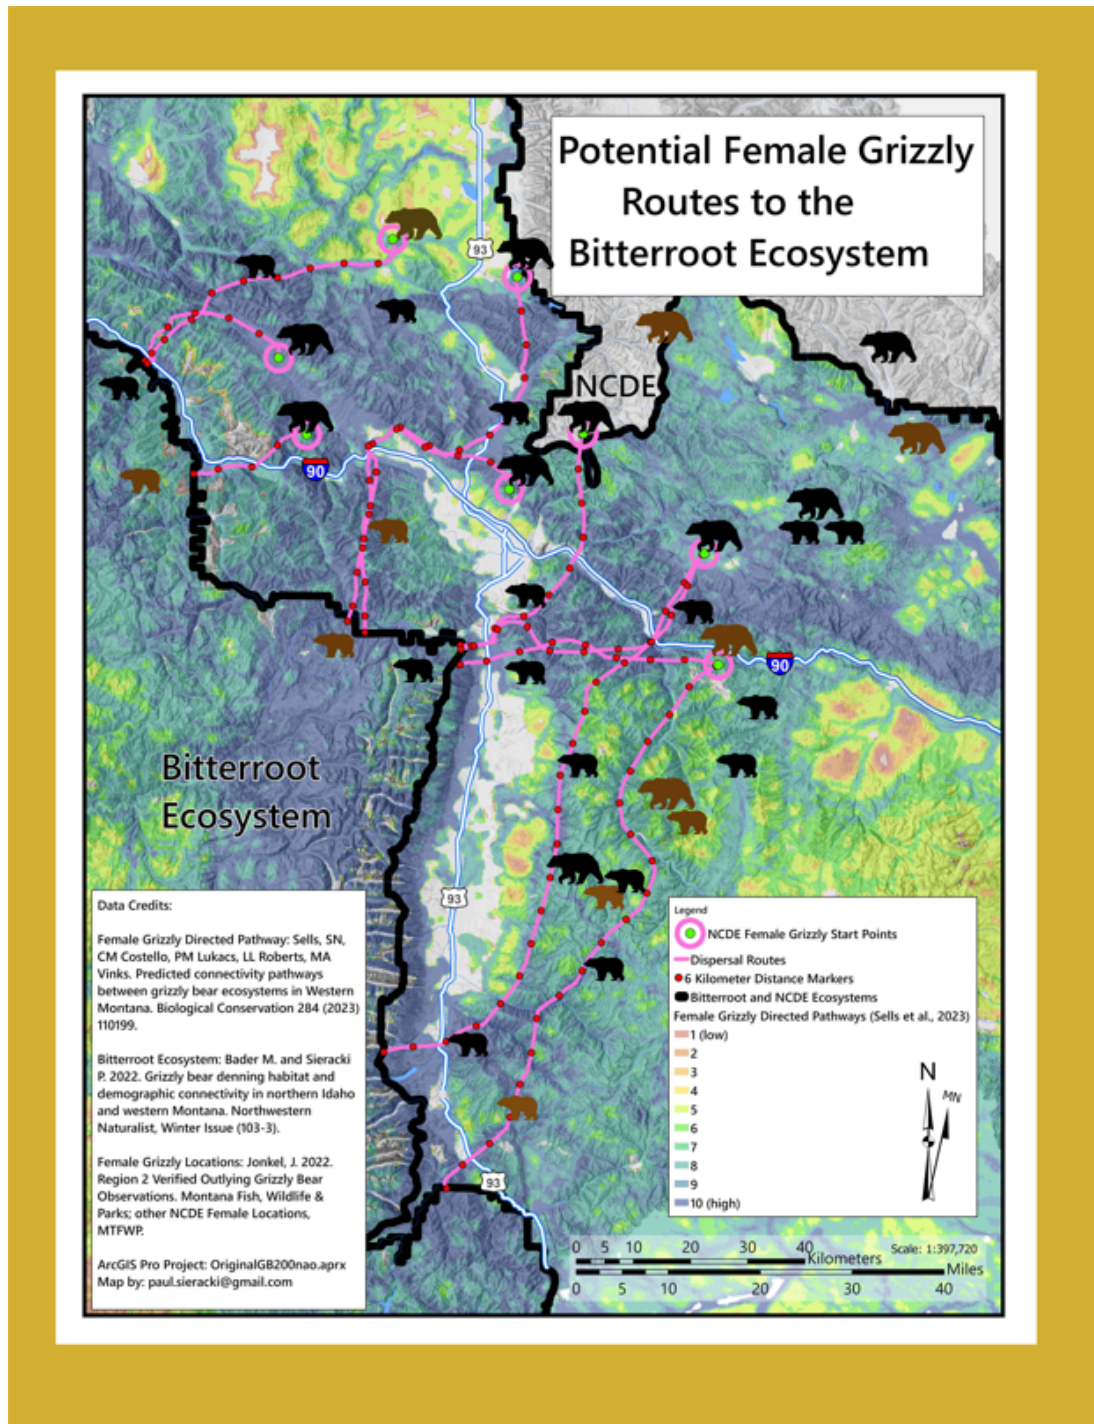 Potential Female Grizzly
Routes to the
Bitterroot Ecosystem
93
NCDE
90
90
Bitterroot
Ecosystem
93
93
Data Credits:
Female Grizzly Directed Pathway: Sells, SN,
CM Costello, PM Lukacs, LL Roberts, MA
Vinks. Predicted connectivity pathways
between grizzly bear ecosystems in Western
Montana. Biological Conservation 284 (2023)
110199.
Bitterroot Ecosystem: Bader M. and Sieracki
P. 2022. Grizzly bear denning habitat and
demographic connectivity in northern Idaho
and western Montana. Northwestern
Naturalist, Winter Issue (103-3).
Female Grizzly Locations: Jonkel, J. 2022.
Region 2 Verified Outlying Grizzly Bear
Observations. Montana Fish, Wildlife &
Parks; other NCDE Female Locations,
MTFWP.
ArcGIS Pro Project: OriginalGB200nao.aprx
Map by: paul.sieracki@gmail.com
Legend
NCDE Female Grizzly Start Points
Dispersal Routes
6 Kilometer Distance Markers
Bitterroot and NCDE Ecosystems
Female Grizzly Directed Pathways (Sells et al., 2023)
1 (low)
2
3
4
5
6
7
8
9
10 (high)
N
MN
0 5 10 20 30 40 Kilometers
Scale: 1:397,720
Miles
0 5 10 20 30 40